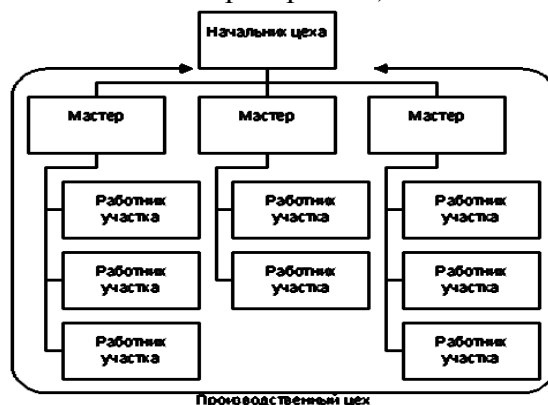 Начальник цеха
Мастер Мастер Мастер
Работник участка Работник участка Работник участка
Работник участка Работник участка Работник участка
Работник участка Работник участка
Производственный цех